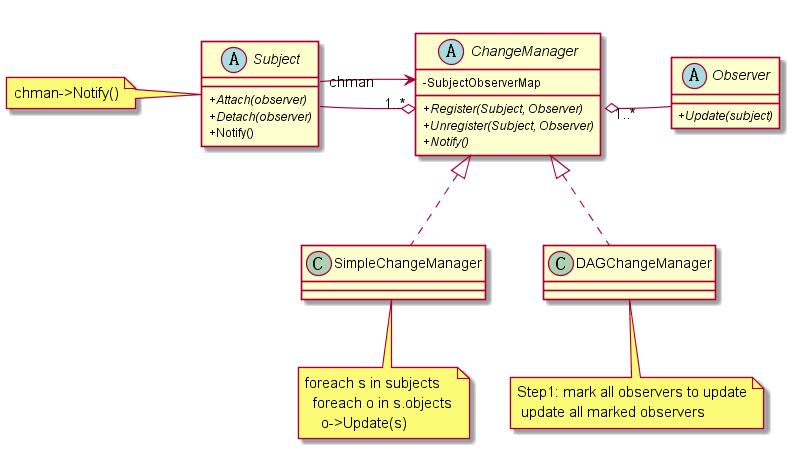 chman->Notify()
A Subject
+Attach(observer)
+Detach(observer)
+Notify()
chman
1..*
A ChangeManager
-SubjectObserverMap
+Register(Subject, Observer)
+Unregister(Subject, Observer)
+Notify()
1..*
A Observer
+Update(subject)
C SimpleChangeManager
C DAGChangeManager
foreach s in subjects
foreach o in s.objects
o->Update(s)
Step1: mark all observers to update
update all marked observers